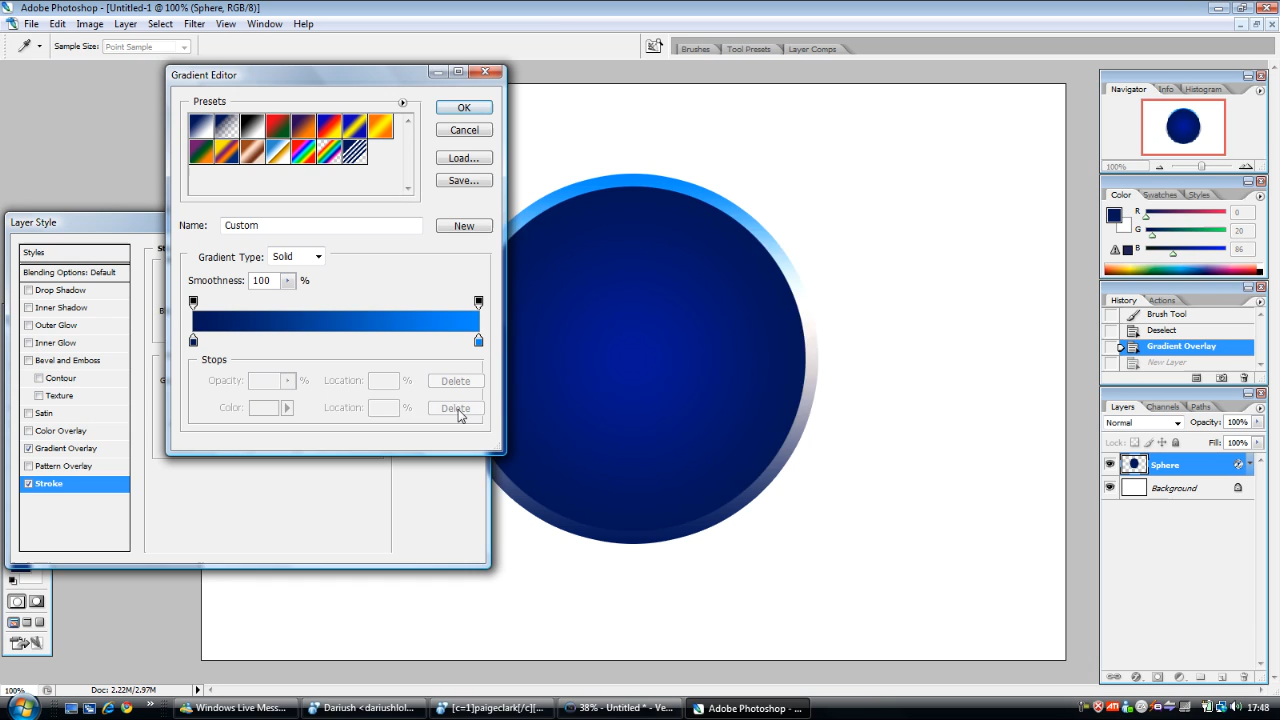 Adobe Photoshop - [Untitled-1 @ 100% (Sphere, RGB/8)]
File Edit Image Layer Select Filter View Window Help
Sample Size: Point Sample
Brushes Tool Presets Layer Comps
Gradient Editor
Presets
OK
Cancel
Load...
Save...
Name: Custom
New
Gradient Type: Solid
Smoothness: 100 %
Stops
Opacity: % Location: % Delete
Color: Location: % Delete
Layer Style
Styles
Blending Options: Default
Drop Shadow
Inner Shadow
Outer Glow
Inner Glow
Bevel and Emboss
Contour
Texture
Satin
Color Overlay
Gradient Overlay
Pattern Overlay
Stroke
Navigator Info Histogram
100%
Color Swatches Styles
R 0
G 20
B 86
History Actions
Brush Tool
Deselect
Gradient Overlay
New Layer
Layers Channels Paths
Normal Opacity: 100%
Lock: Fill: 100%
Sphere
Background
100% Doc: 2.22M/2.97M
Windows Live Mess...
Dariush <dariushlo...
[c=1]paigeclark[/c][...
38% - Untitled * - Ve...
Adobe Photoshop - ...
17:48